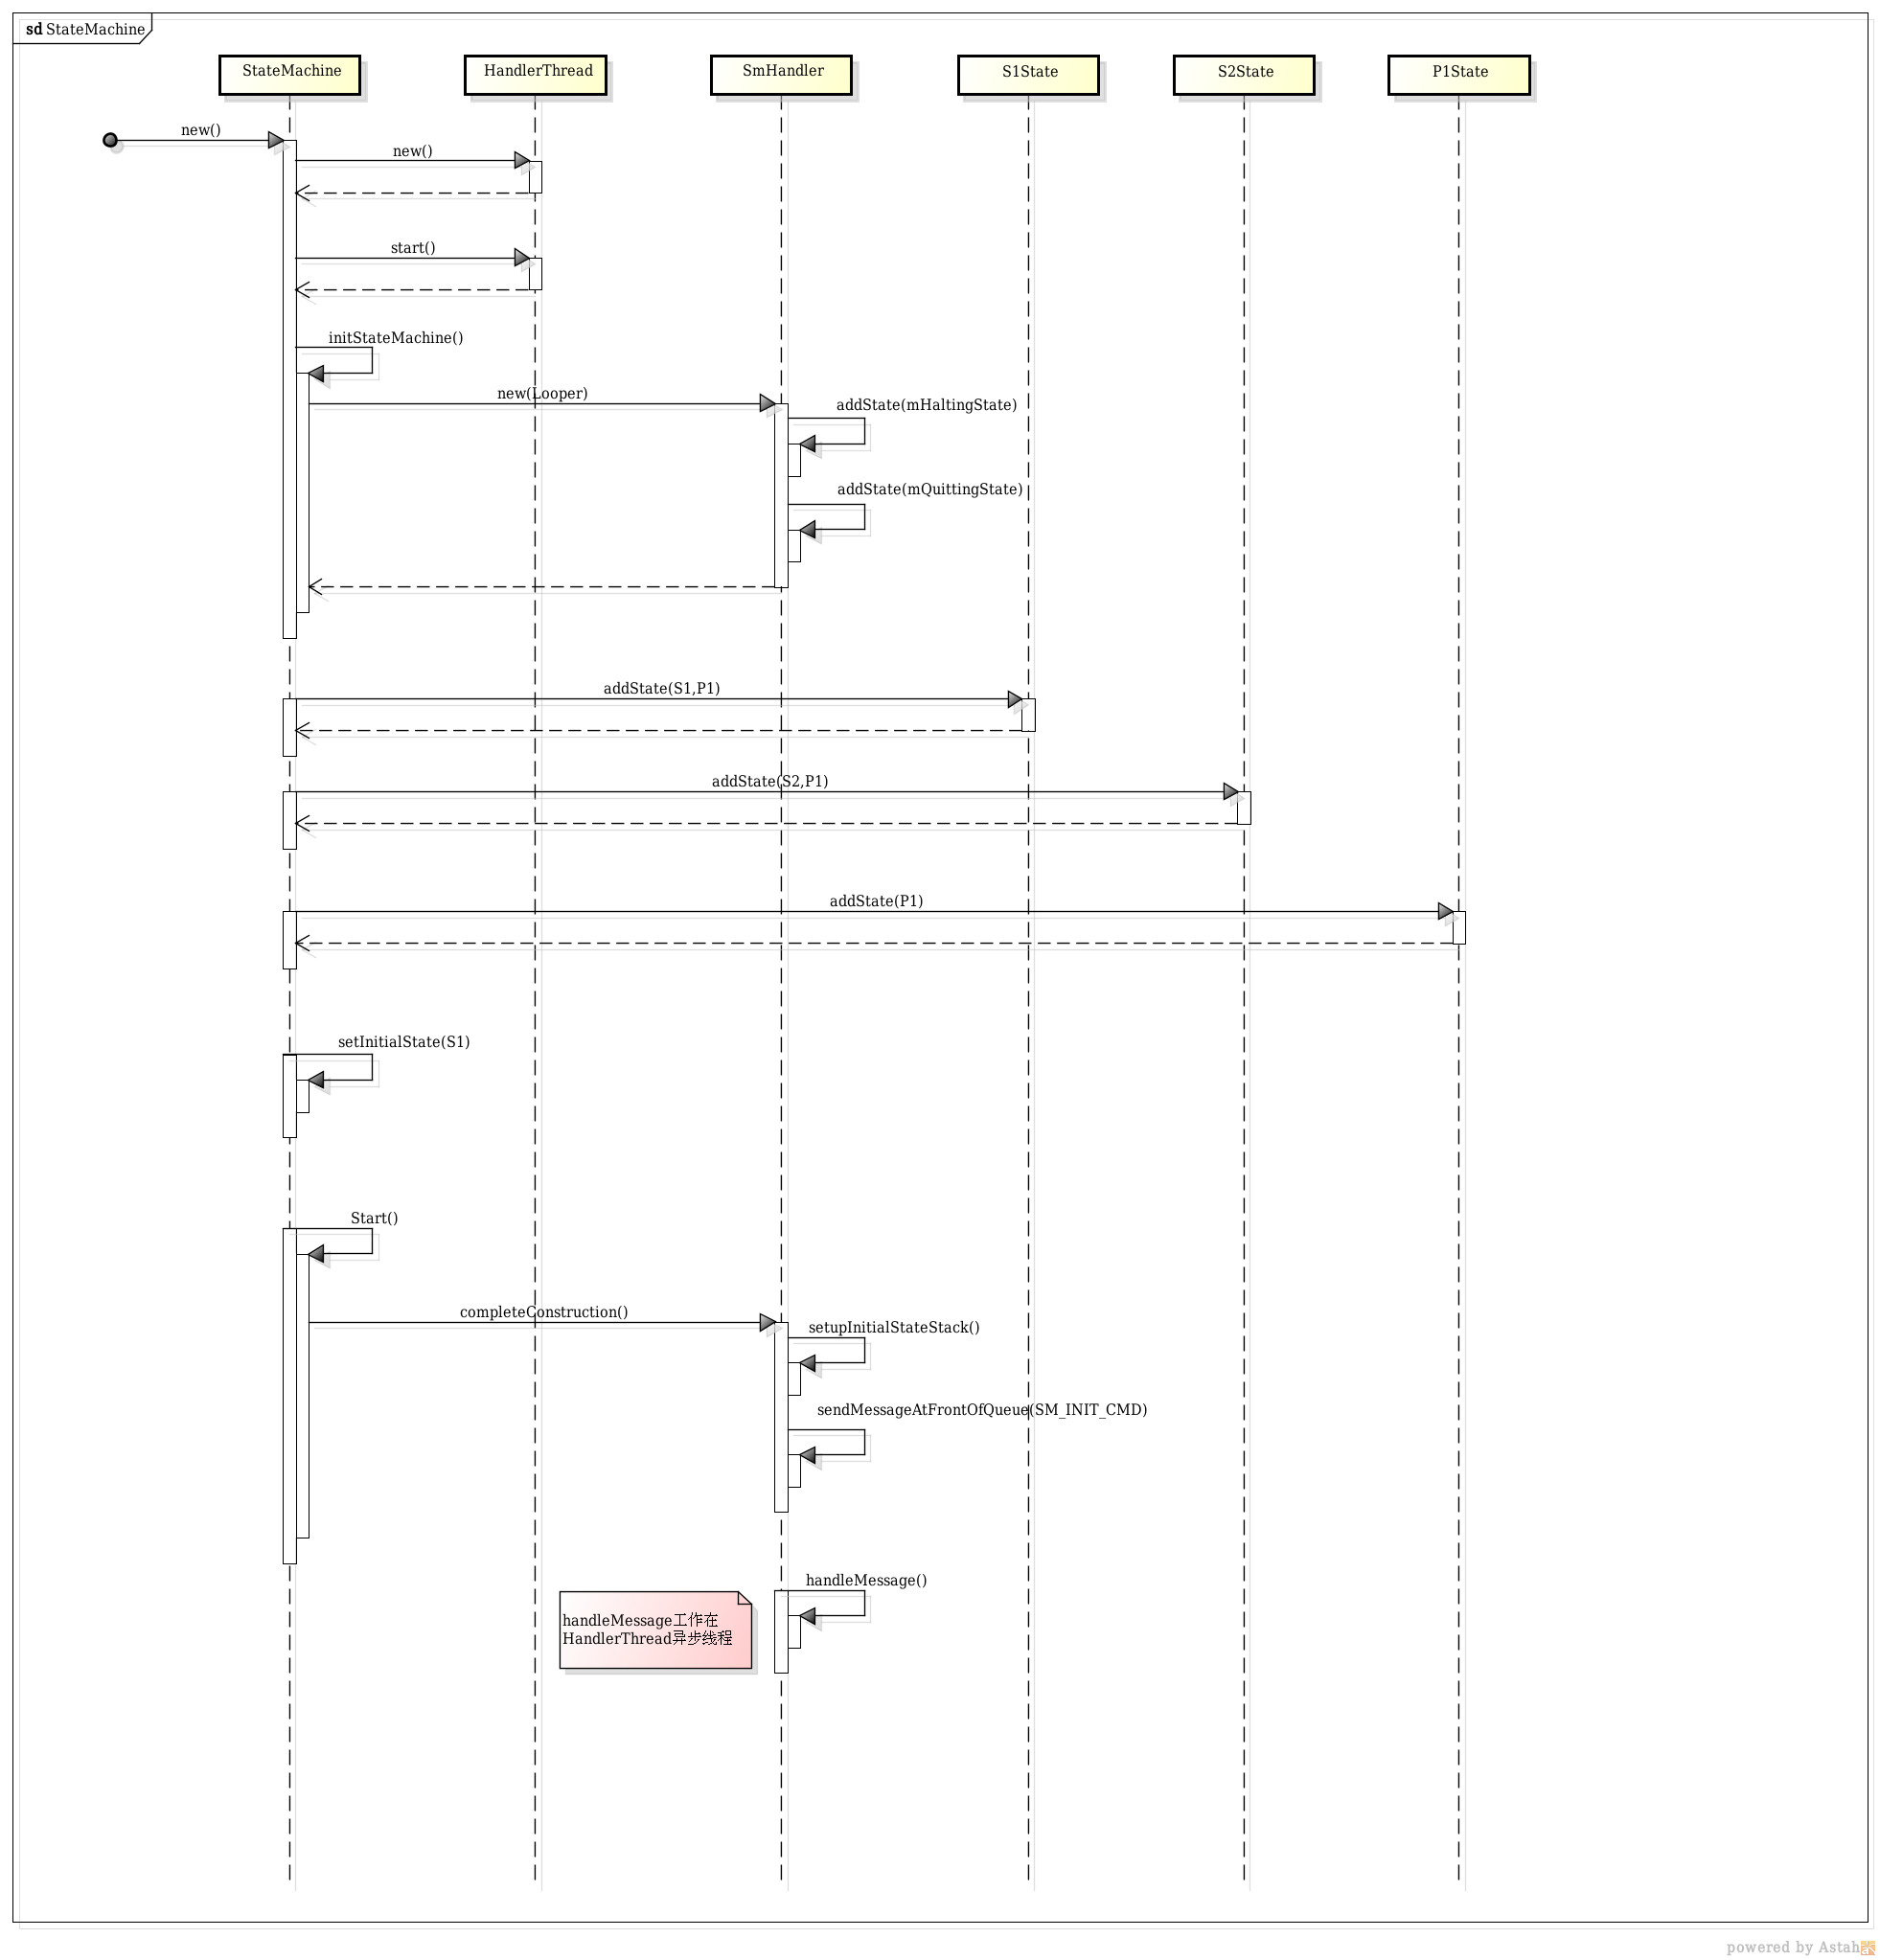 sd StateMachine
StateMachine
HandlerThread
SmHandler
S1State
S2State
P1State
new()
new()
start()
initStateMachine()
new(Looper)
addState(mHaltingState)
addState(mQuittingState)
addState(S1,P1)
addState(S2,P1)
addState(P1)
setInitialState(S1)
Start()
completeConstruction()
setupInitialStateStack()
sendMessageAtFrontOfQueue(SM_INIT_CMD)
handleMessage()
handleMessage工作在
HandlerThread异步线程
powered by Astah